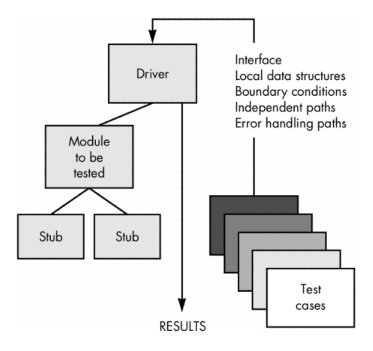 Driver
Interface
Local data structures
Boundary conditions
Independent paths
Error handling paths
Module
to be
tested
Stub
Stub
Test
cases
RESULTS